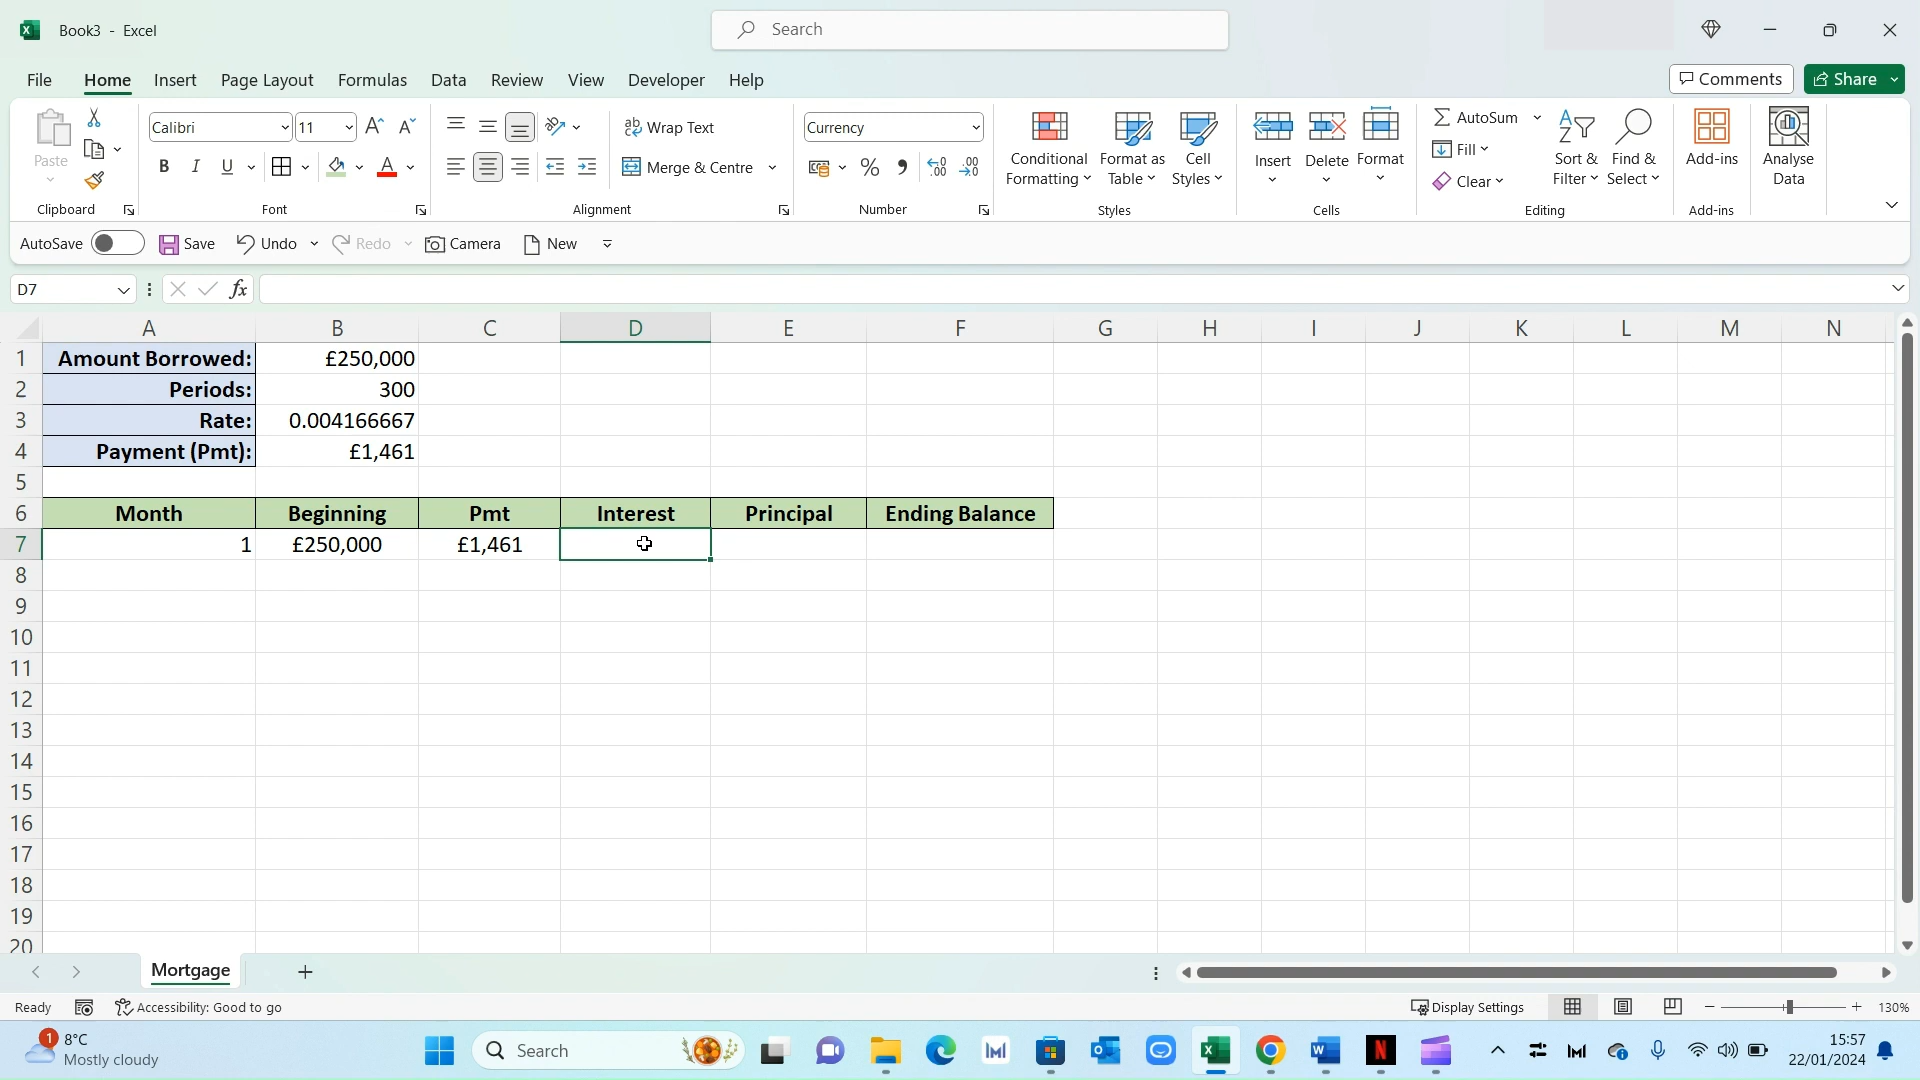 Book3 - Excel
Search
File Home Insert Page Layout Formulas Data Review View Developer Help
Comments
Share
Paste
Calibri
11
B I U
A
Wrap Text
Merge & Centre
Currency
%
Conditional Formatting
Format as Table
Cell Styles
Insert
Delete
Format
AutoSum
Fill
Clear
Sort & Filter
Find & Select
Add-ins
Analyse Data
Clipboard Font Alignment Number Styles Cells Editing Add-ins
AutoSave Save Undo Redo Camera New
D7 fx
A B C D E F G H I J K L M N
1 Amount Borrowed: £250,000
2 Periods: 300
3 Rate: 0.004166667
4 Payment (Pmt): £1,461
5
6 Month Beginning Pmt Interest Principal Ending Balance
7 1 £250,000 £1,461
8
9
10
11
12
13
14
15
16
17
18
19
20
Mortgage
Ready Accessibility: Good to go Display Settings 130%
1 8°C
Mostly cloudy
Search
15:57
22/01/2024